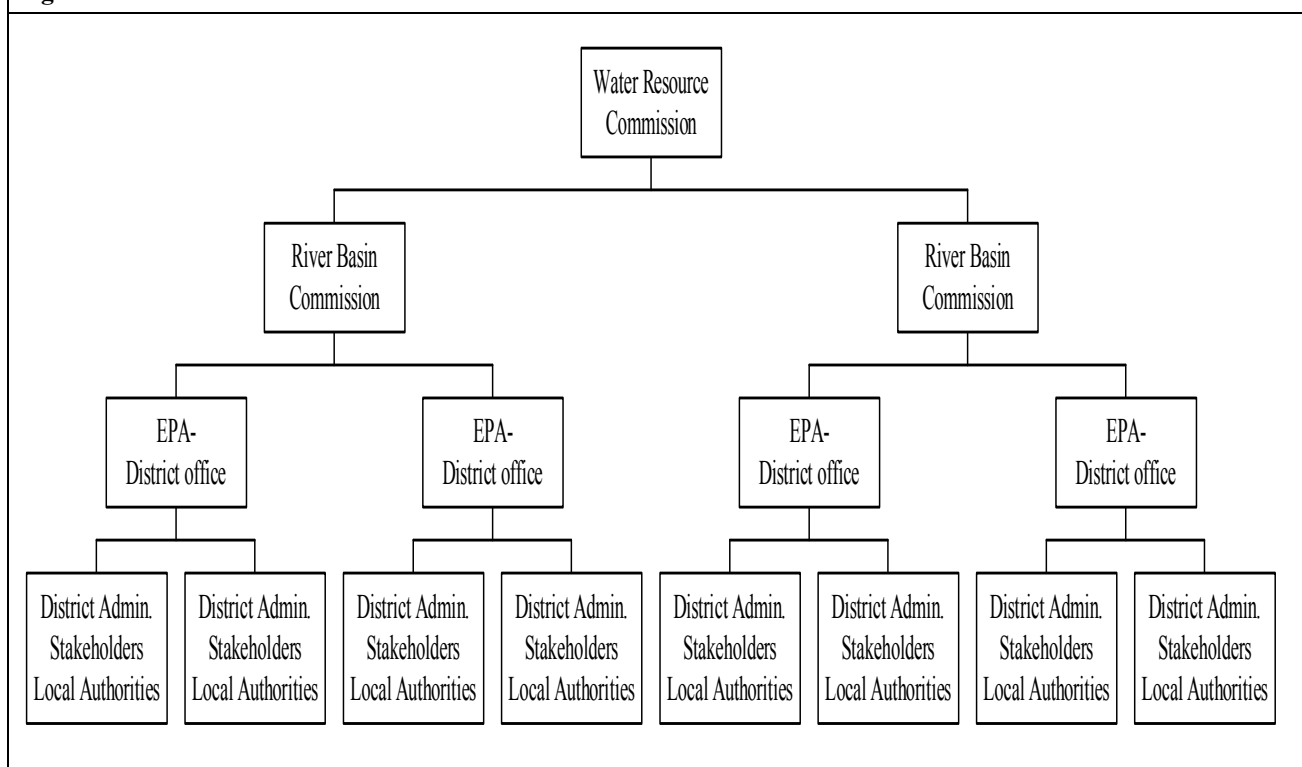 Water Resource
Commission
River Basin
Commission
River Basin
Commission
EPA-
District office
EPA-
District office
EPA-
District office
EPA-
District office
District Admin.
Stakeholders
Local Authorities
District Admin.
Stakeholders
Local Authorities
District Admin.
Stakeholders
Local Authorities
District Admin.
Stakeholders
Local Authorities
District Admin.
Stakeholders
Local Authorities
District Admin.
Stakeholders
Local Authorities
District Admin.
Stakeholders
Local Authorities
District Admin.
Stakeholders
Local Authorities